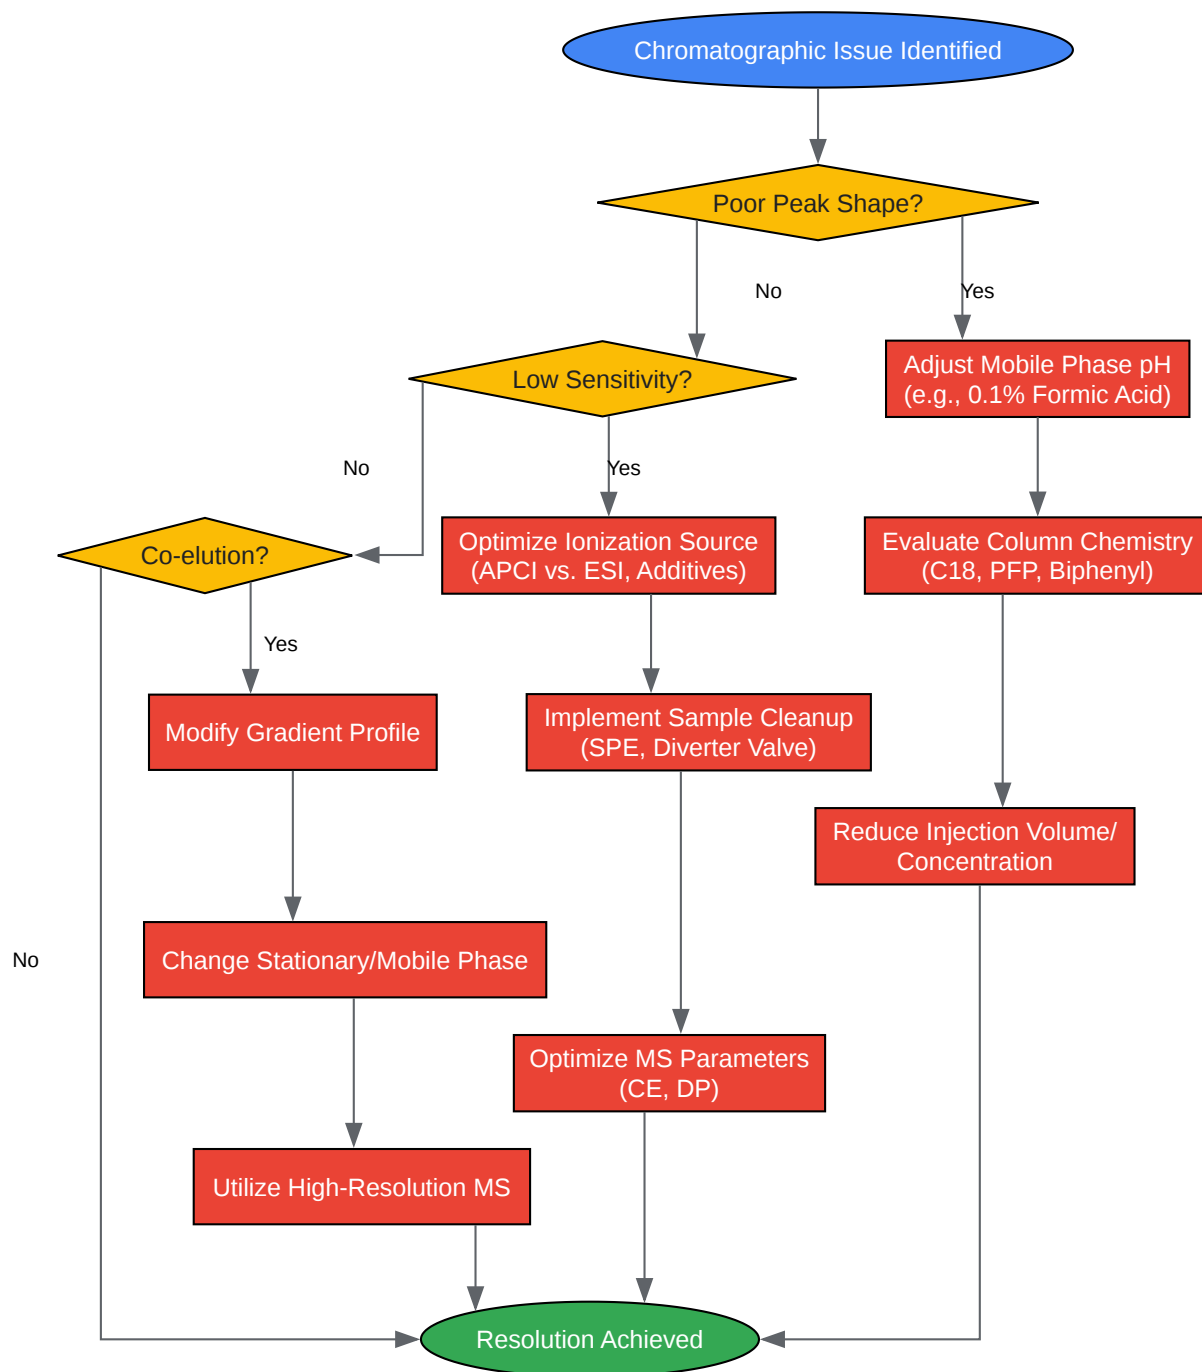 Chromatographic Issue Identified
Poor Peak Shape?
No
Yes
Low Sensitivity?
Adjust Mobile Phase pH
(e.g., 0.1% Formic Acid)
No
Yes
Co-elution?
Optimize Ionization Source
(APCI vs. ESI, Additives)
Evaluate Column Chemistry
(C18, PFP, Biphenyl)
Yes
Modify Gradient Profile
Implement Sample Cleanup
(SPE, Diverter Valve)
Reduce Injection Volume/
Concentration
No
Change Stationary/Mobile Phase
Optimize MS Parameters
(CE, DP)
Utilize High-Resolution MS
Resolution Achieved